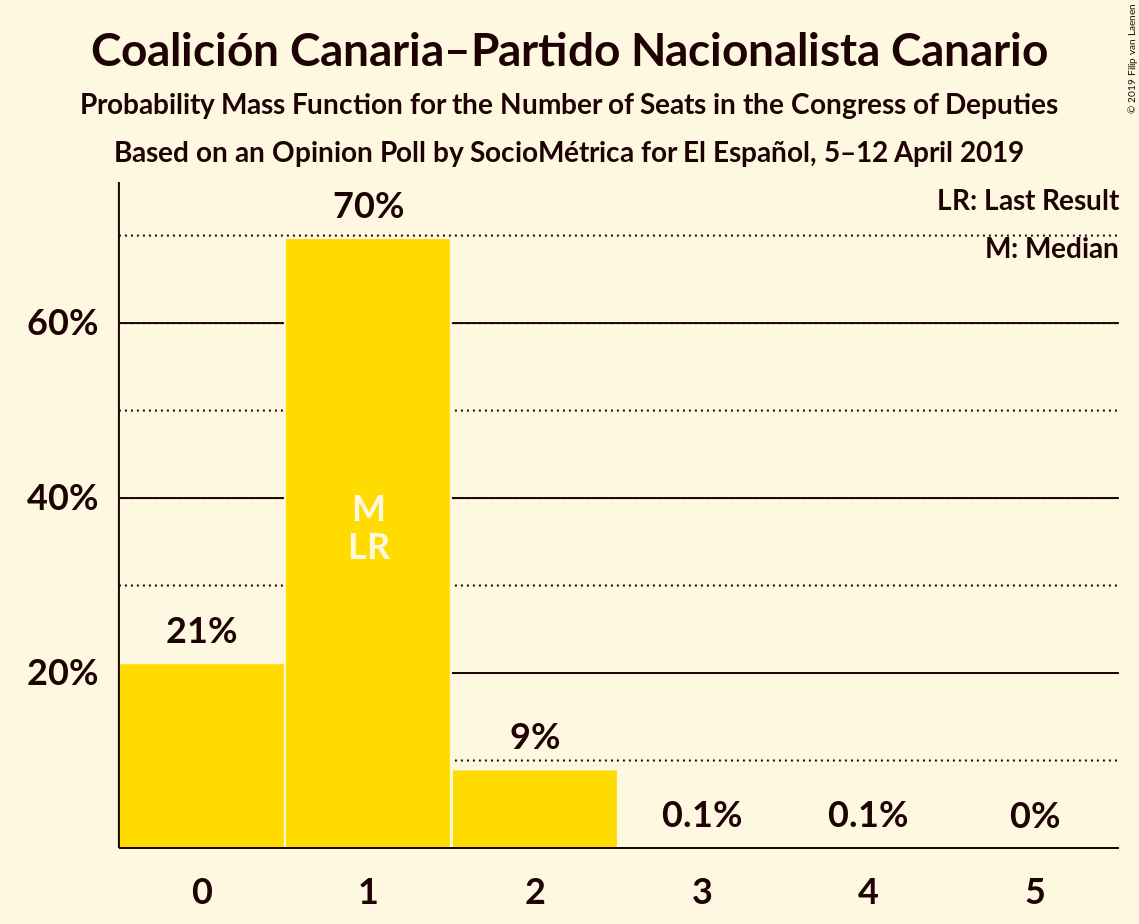 Coalición Canaria–Partido Nacionalista Canario
Probability Mass Function for the Number of Seats in the Congress of Deputies
Based on an Opinion Poll by SocioMétrica for El Español, 5–12 April 2019
© 2019 Filip van Laenen
LR: Last Result
M: Median
70%
60%
40%
M
LR
21%
20%
9%
0.1%
0.1%
0%
0
1
2
3
4
5